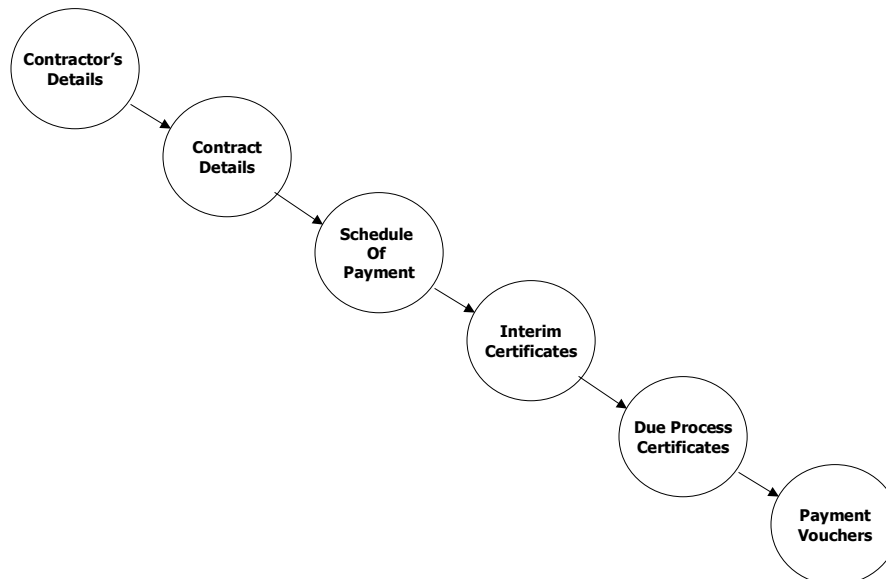 Contractor's
Details
Contract
Details
Schedule
Of
Payment
Interim
Certificates
Due Process
Certificates
Payment
Vouchers